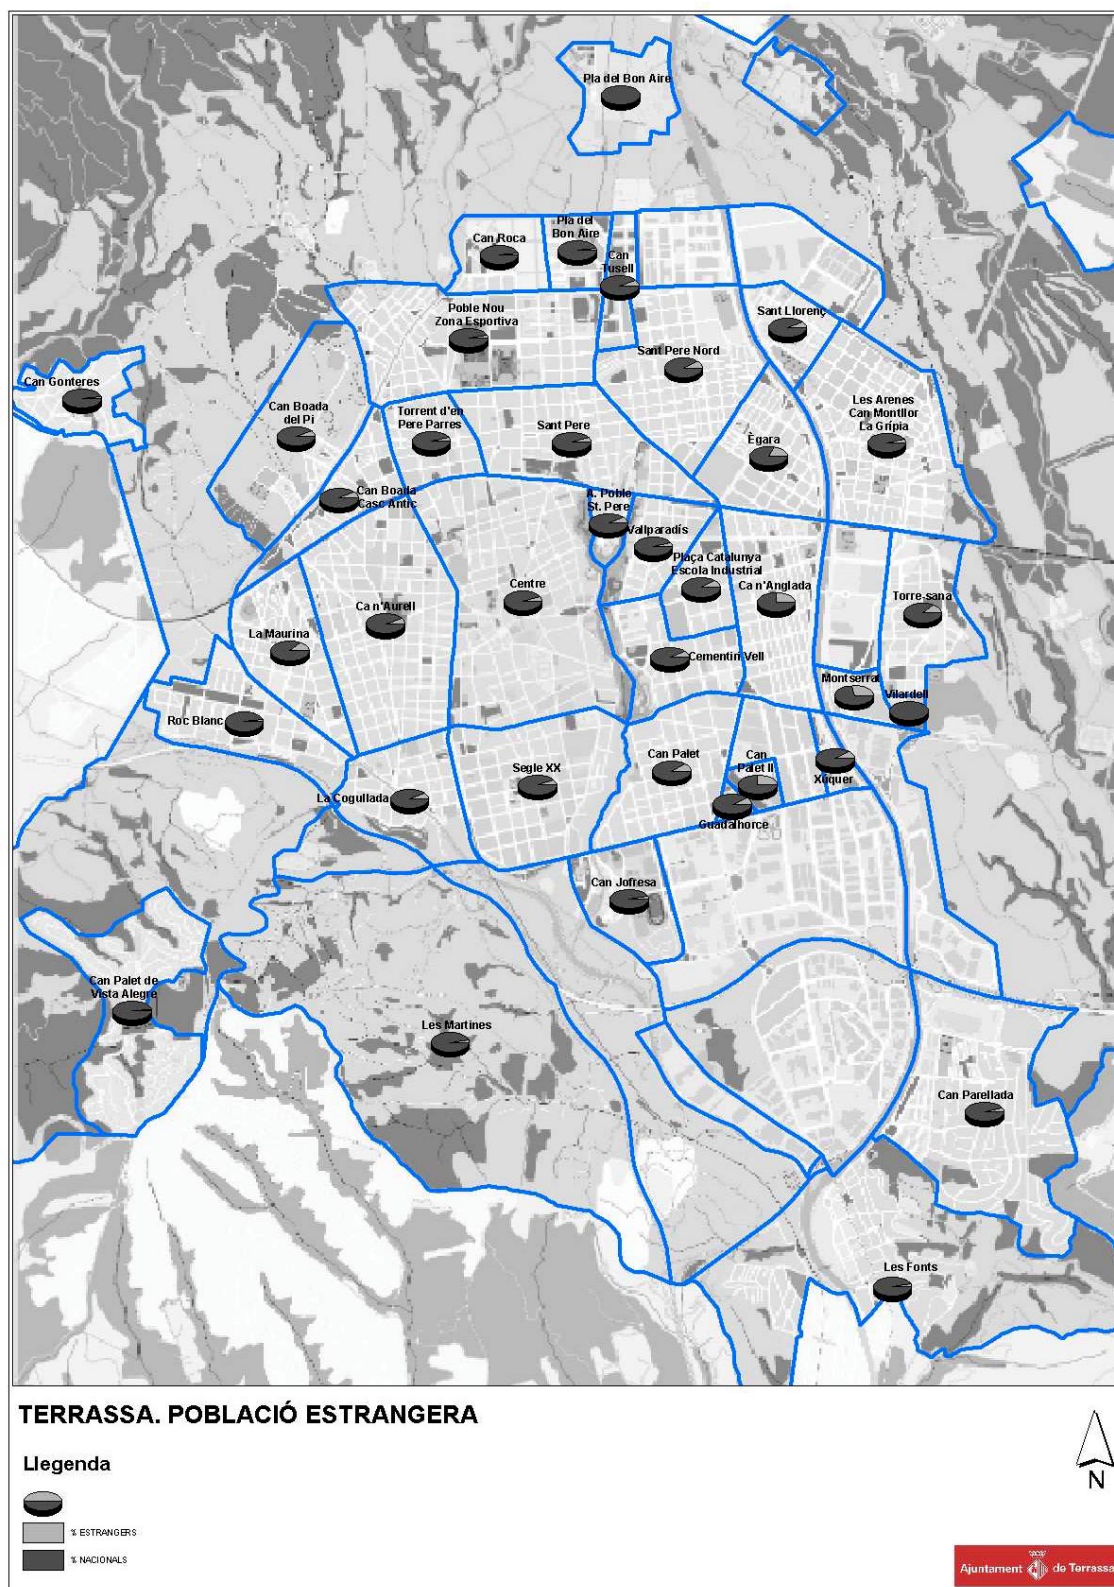 Pla del Bon Aire
Can Roca
Pla del
Bon Aire
Can
Tusell
Poble Nou
Zona Esportiva
Sant Llorenç
Sant Pere Nord
Can Gonteres
Can Boada
del Pi
Torrent d'en
Pere Parres
Sant Pere
Ègara
Les Arenes
Can Montllor
La Grípia
Can Boada
Casc Antic
A. Poble
St. Pere
Vallparadís
Plaça Catalunya
Escola Industrial
Ca n'Anglada
Centre
Torre-sana
Ca n'Aurell
La Maurina
Cementiri Vell
Montserrat
Vilardell
Roc Blanc
Can Palet
Can
Palet II
Xúquer
Segle XX
La Cogullada
Guadalhorce
Can Jofresa
Can Palet de
Vista Alegre
Les Martines
Can Parellada
Les Fonts
TERRASSA. POBLACIÓ ESTRANGERA
Llegenda
% ESTRANGERS
% NACIONALS
N
Ajuntament de Terrassa